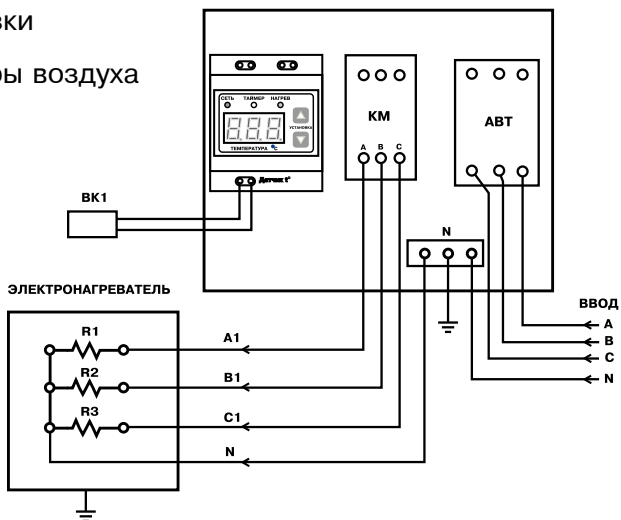 вки
ры воздуха
СЕТЬ ТАЙМЕР НАГРЕВ
УСТАНОВКА
ТЕМПЕРАТУРА °C
Датчик t°
КМ
A B C
АВТ
ВК1
N
ЭЛЕКТРОНАГРЕВАТЕЛЬ
ВВОД
A
B
C
N
R1
A1
R2
B1
R3
C1
N